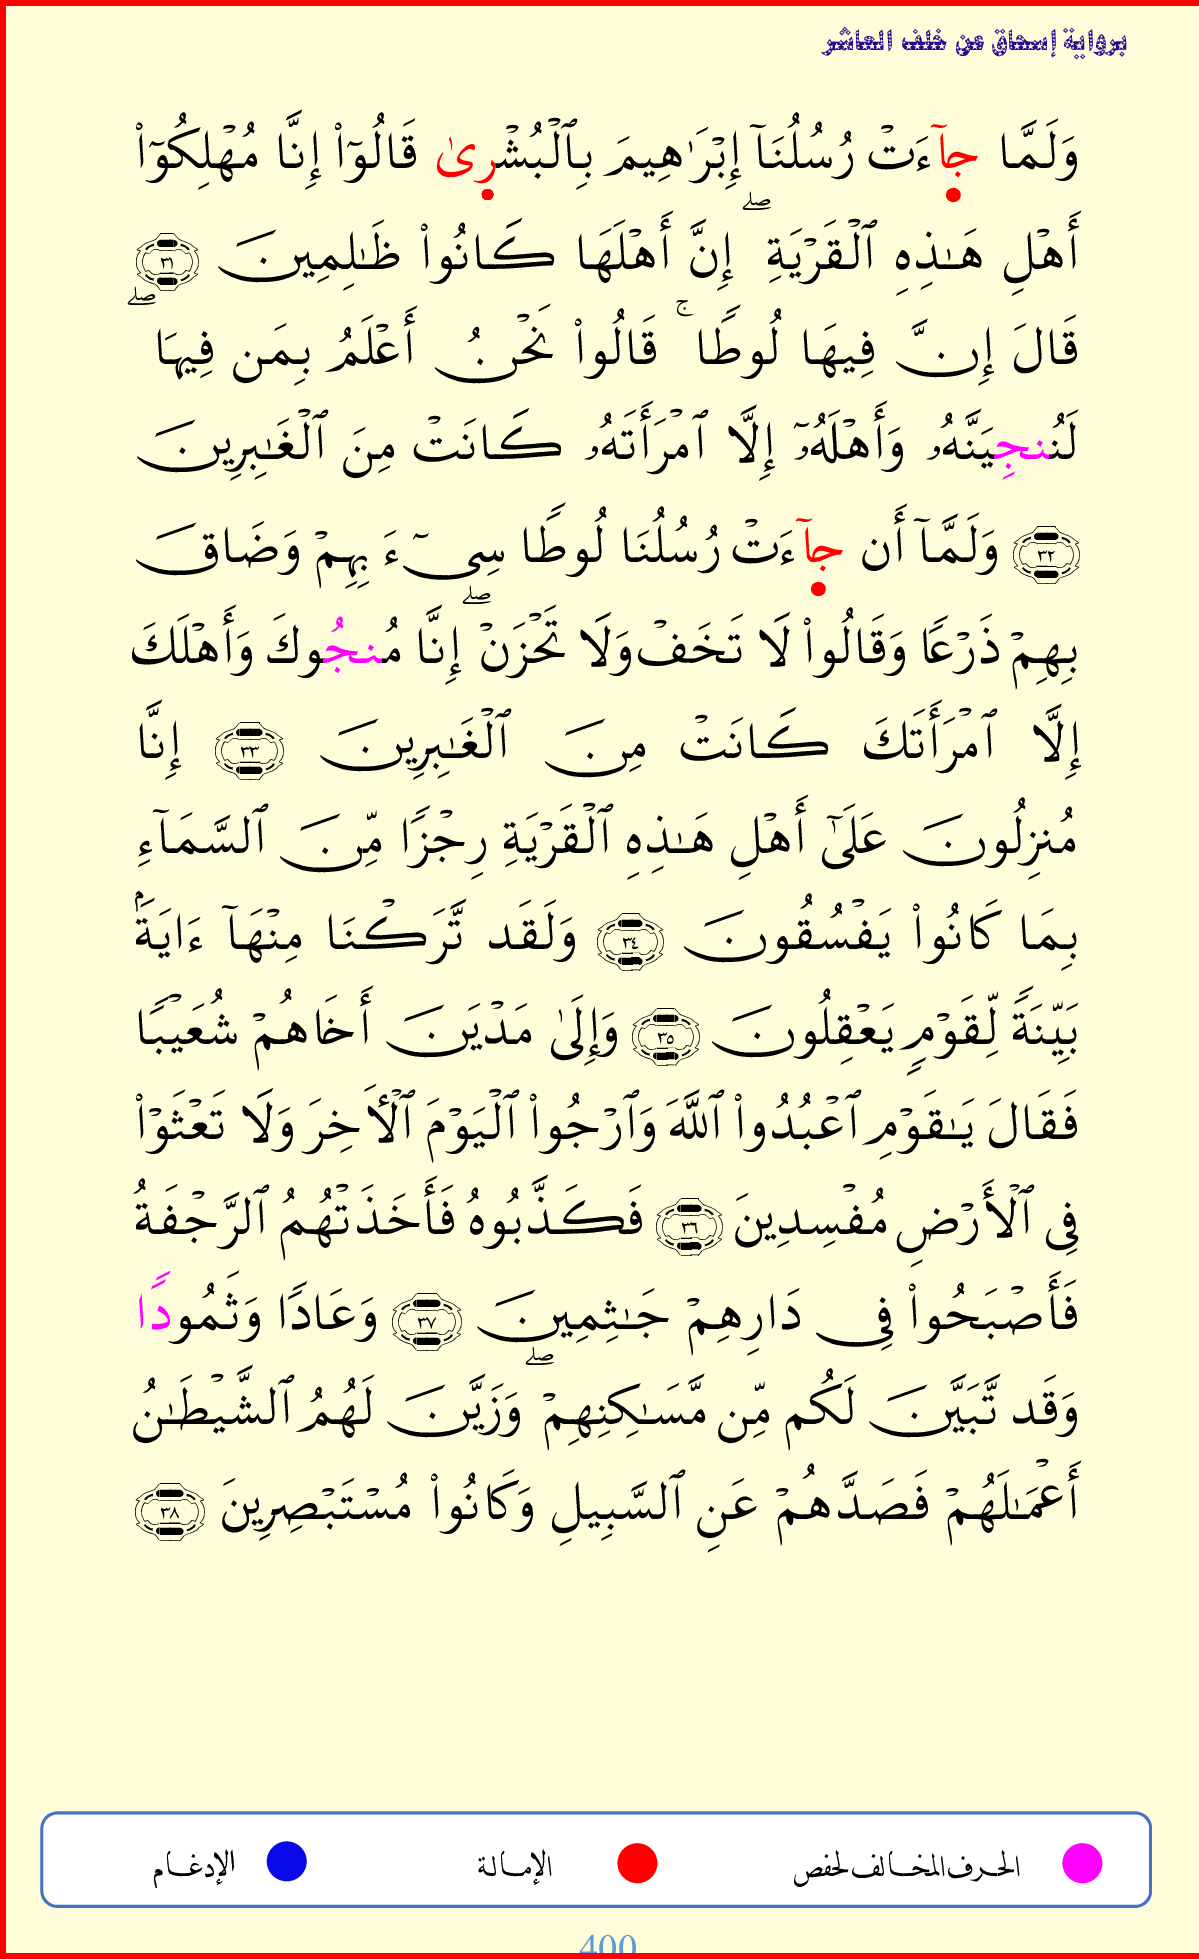 برواية إسحاق عن خلف العاشر
وَلَمَّا جَآءَتْ رُسُلُنَآ إِبْرَٰهِيمَ بِٱلْبُشْرِىٰ قَالُوٓا۟ إِنَّا مُهْلِكُوٓا۟
أَهْلِ هَـٰذِهِ ٱلْقَرْيَةِ ۖ إِنَّ أَهْلَهَا كَانُوا۟ ظَـٰلِمِينَ ٣١
قَالَ إِنَّ فِيهَا لُوطًا ۚ قَالُوا۟ نَحْنُ أَعْلَمُ بِمَن فِيهَا ۖ
لَنُنجِيَنَّهُۥ وَأَهْلَهُۥٓ إِلَّا ٱمْرَأَتَهُۥ كَانَتْ مِنَ ٱلْغَـٰبِرِينَ
٣٢ وَلَمَّآ أَن جَآءَتْ رُسُلُنَا لُوطًا سِىٓءَ بِهِمْ وَضَاقَ
بِهِمْ ذَرْعًا وَقَالُوا۟ لَا تَخَفْ وَلَا تَحْزَنْ ۖ إِنَّا مُنجُوكَ وَأَهْلَكَ
إِلَّا ٱمْرَأَتَكَ كَانَتْ مِنَ ٱلْغَـٰبِرِينَ ٣٣ إِنَّا
مُنزِلُونَ عَلَىٰٓ أَهْلِ هَـٰذِهِ ٱلْقَرْيَةِ رِجْزًا مِّنَ ٱلسَّمَآءِ
بِمَا كَانُوا۟ يَفْسُقُونَ ٣٤ وَلَقَد تَّرَكْنَا مِنْهَآ ءَايَةًۢ
بَيِّنَةً لِّقَوْمٍ يَعْقِلُونَ ٣٥ وَإِلَىٰ مَدْيَنَ أَخَاهُمْ شُعَيْبًا
فَقَالَ يَـٰقَوْمِ ٱعْبُدُوا۟ ٱللَّهَ وَٱرْجُوا۟ ٱلْيَوْمَ ٱلْأَخِرَ وَلَا تَعْثَوْا۟
فِى ٱلْأَرْضِ مُفْسِدِينَ ٣٦ فَكَذَّبُوهُ فَأَخَذَتْهُمُ ٱلرَّجْفَةُ
فَأَصْبَحُوا۟ فِى دَارِهِمْ جَـٰثِمِينَ ٣٧ وَعَادًا وَثَمُودًا
وَقَد تَّبَيَّنَ لَكُم مِّن مَّسَـٰكِنِهِمْ ۖ وَزَيَّنَ لَهُمُ ٱلشَّيْطَـٰنُ
أَعْمَـٰلَهُمْ فَصَدَّهُمْ عَنِ ٱلسَّبِيلِ وَكَانُوا۟ مُسْتَبْصِرِينَ ٣٨
الحرف المخالف لحفص الإمالة الإدغام
400